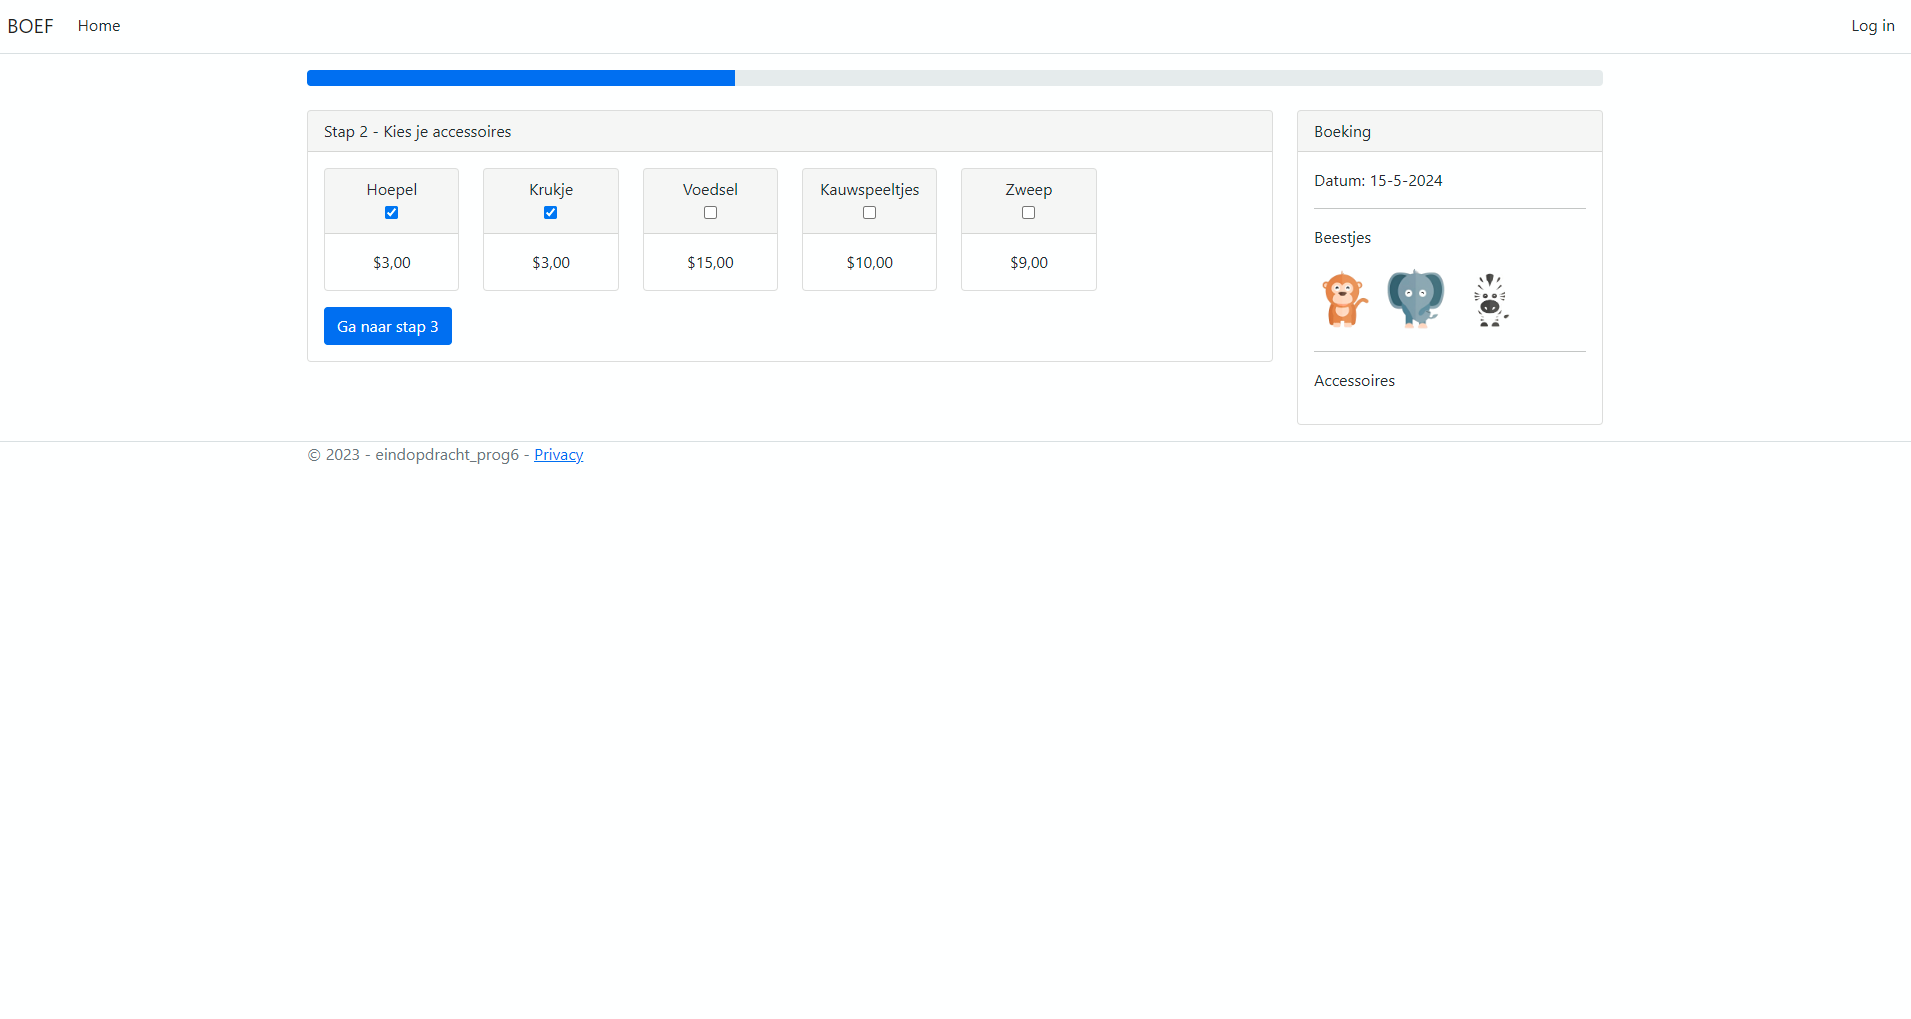 BOEF Home Log in
Stap 2 - Kies je accessoires
Hoepel
$3,00
Krukje
$3,00
Voedsel
$15,00
Kauwspeeltjes
$10,00
Zweep
$9,00
Ga naar stap 3
Boeking
Datum: 15-5-2024
Beestjes
Accessoires
© 2023 - eindopdracht_prog6 - Privacy